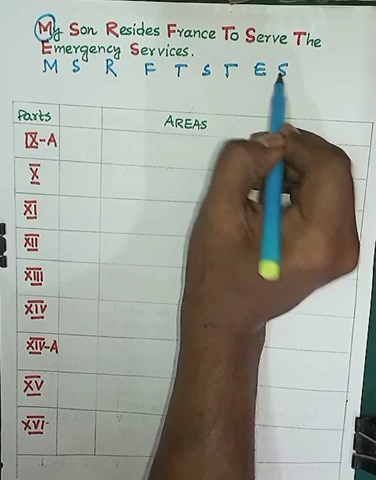 My Son Resides France To Serve The
Emergency Services.
M S R F T S T E S
Parts AREAS
IX-A
X
XI
XII
XIII
XIV
XIV-A
XV
XVI